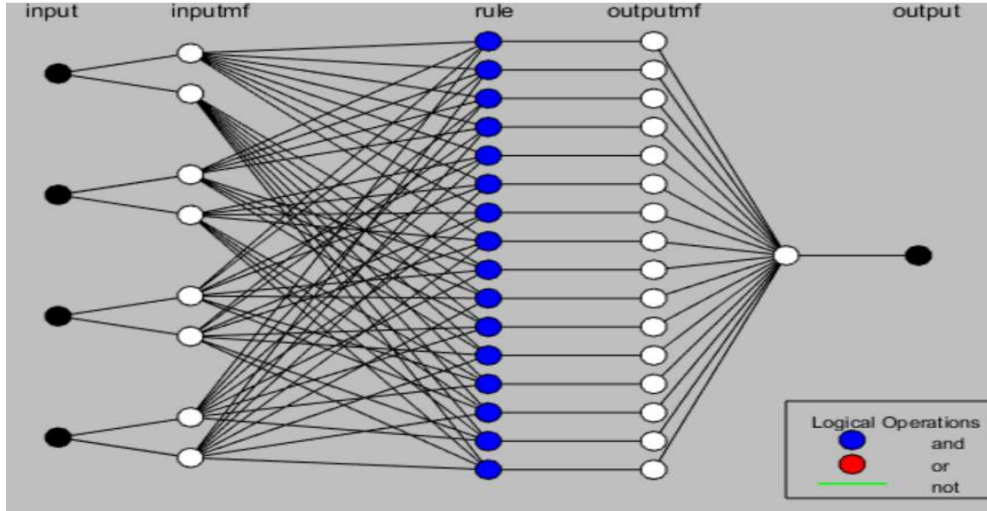 input inputmf rule outputmf output
Logical Operations
and
or
not